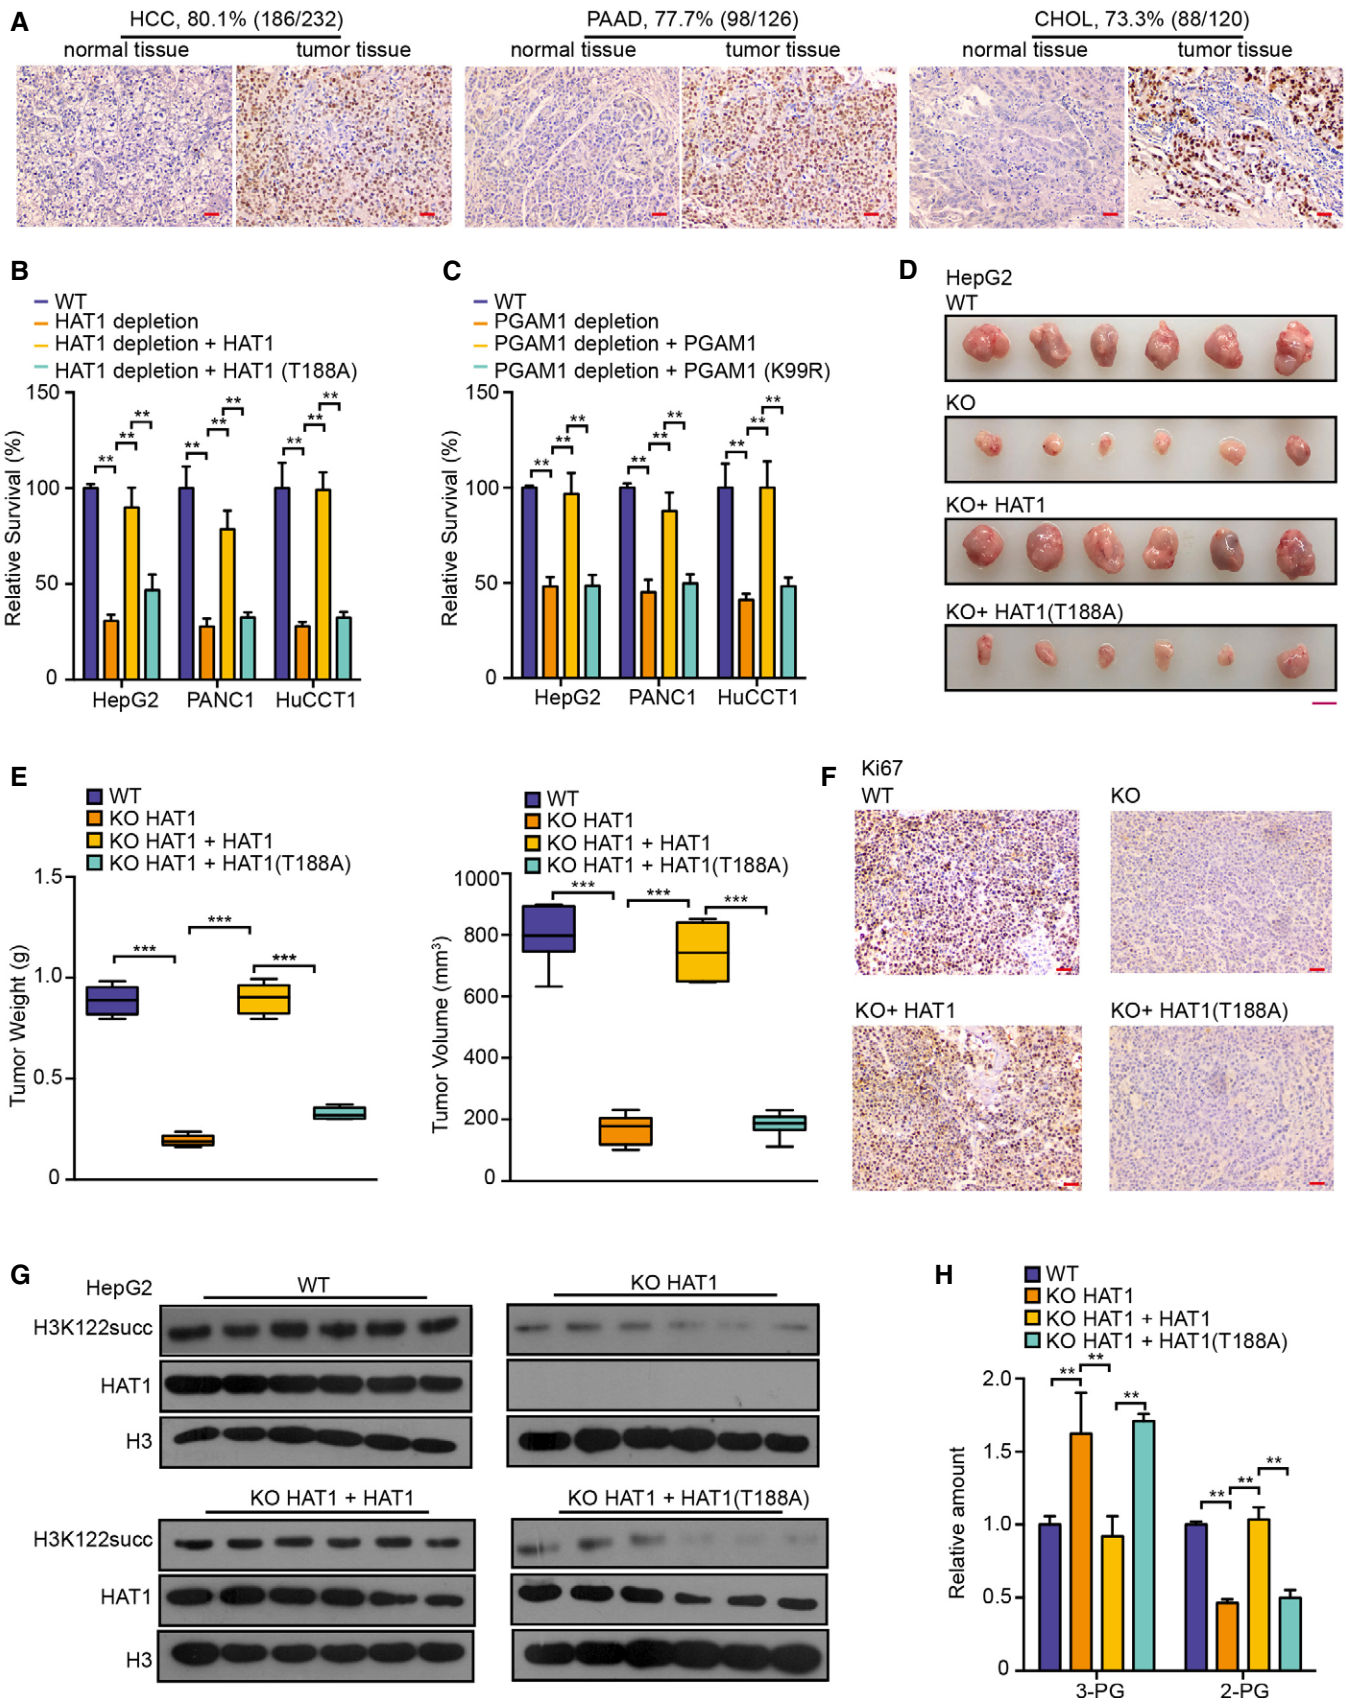 A
HCC, 80.1% (186/232)
normal tissue
tumor tissue
PAAD, 77.7% (98/126)
normal tissue
tumor tissue
CHOL, 73.3% (88/120)
normal tissue
tumor tissue
B
WT
HAT1 depletion
HAT1 depletion + HAT1
HAT1 depletion + HAT1 (T188A)
Relative Survival (%)
150
100
50
0
** ** ** ** ** ** ** ** **
HepG2 PANC1 HuCCT1
C
WT
PGAM1 depletion
PGAM1 depletion + PGAM1
PGAM1 depletion + PGAM1 (K99R)
Relative Survival (%)
150
100
50
0
** ** ** ** ** ** ** ** **
HepG2 PANC1 HuCCT1
D
HepG2
WT
KO
KO+ HAT1
KO+ HAT1(T188A)
E
WT
KO HAT1
KO HAT1 + HAT1
KO HAT1 + HAT1(T188A)
Tumor Weight (g)
1.5
1.0
0.5
0
*** *** ***
WT
KO HAT1
KO HAT1 + HAT1
KO HAT1 + HAT1(T188A)
Tumor Volume (mm³)
1000
800
600
400
200
0
*** *** ***
F
Ki67
WT
KO
KO+ HAT1
KO+ HAT1(T188A)
G
HepG2
WT
KO HAT1
H3K122succ
HAT1
H3
KO HAT1 + HAT1
KO HAT1 + HAT1(T188A)
H3K122succ
HAT1
H3
H
WT
KO HAT1
KO HAT1 + HAT1
KO HAT1 + HAT1(T188A)
Relative amount
2.0
1.5
1.0
0.5
0
** ** ** ** ** **
3-PG 2-PG